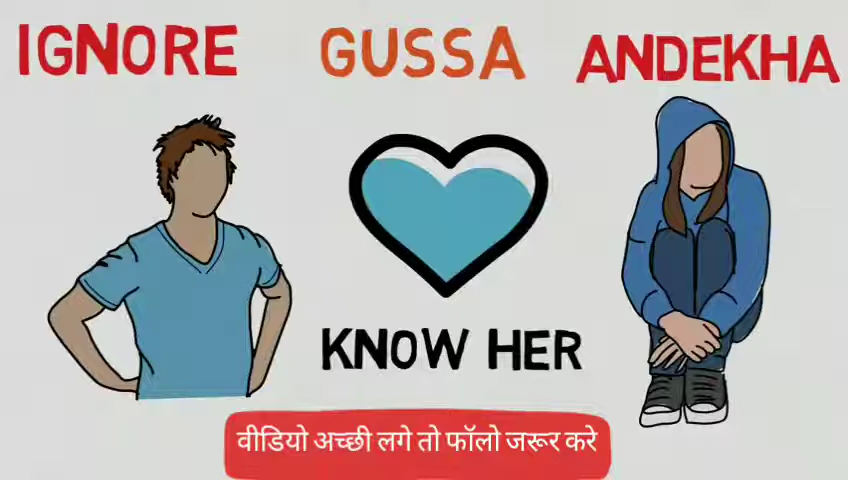 IGNORE GUSSA ANDEKHA
KNOW HER
वीडियो अच्छी लगे तो फॉलो जरूर करे